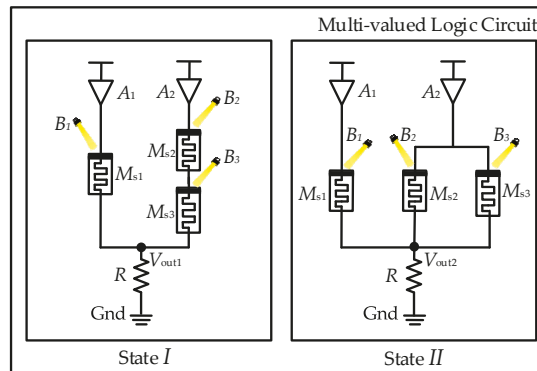 Multi-valued Logic Circuit
A1
A2
B1
B2
Ms1
Ms2
B3
Ms3
Vout1
R
Gnd
State I
A1
A2
B1
B2
B3
Ms1
Ms2
Ms3
Vout2
R
Gnd
State II